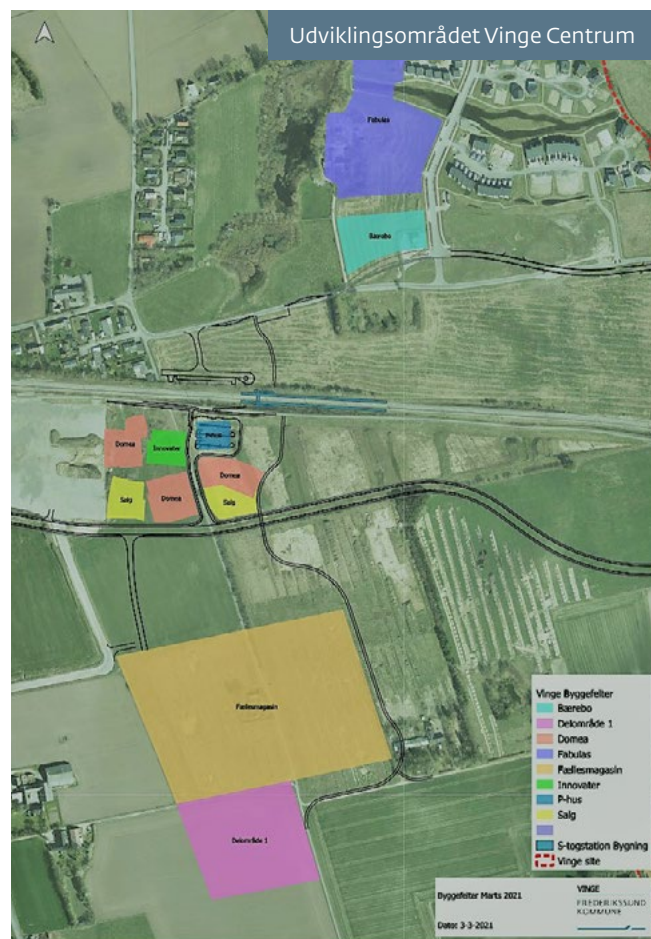 Udviklingsområdet Vinge Centrum
Fabulas
Bærebo
Domea
Innovater
P-hus
Domea
Salg
Domea
Salg
Fællesmagasin
Delområde 1
Vinge Byggefelter
Bærebo
Delområde 1
Domea
Fabulas
Fællesmagasin
Innovater
P-hus
Salg
S-togstation Bygning
Vinge site
Byggefelter Marts 2021
Dato: 3-3-2021
VINGE
FREDERIKSSUND
KOMMUNE